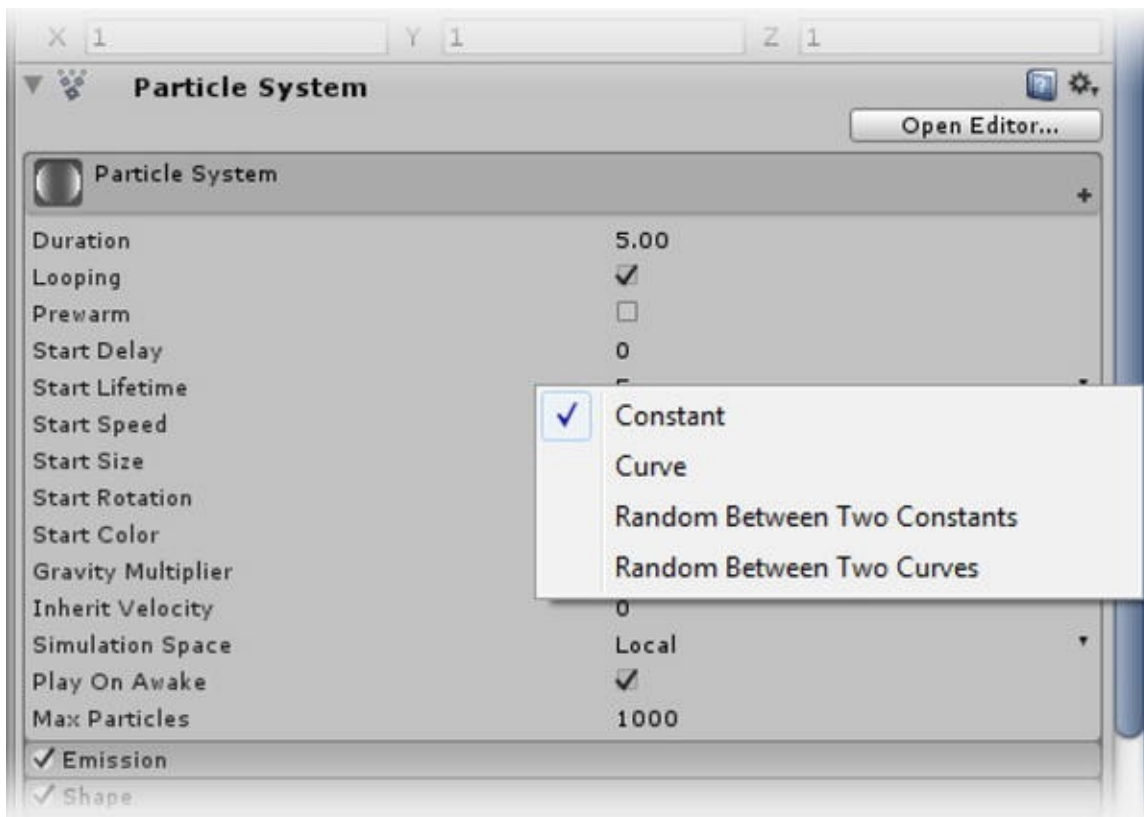 X 1 Y 1 Z 1
Particle System
Open Editor...
Particle System
Duration 5.00
Looping
Prewarm
Start Delay 0
Start Lifetime
Start Speed
Start Size
Start Rotation
Start Color
Gravity Multiplier
Constant
Curve
Random Between Two Constants
Random Between Two Curves
Inherit Velocity 0
Simulation Space Local
Play On Awake
Max Particles 1000
Emission
Shape